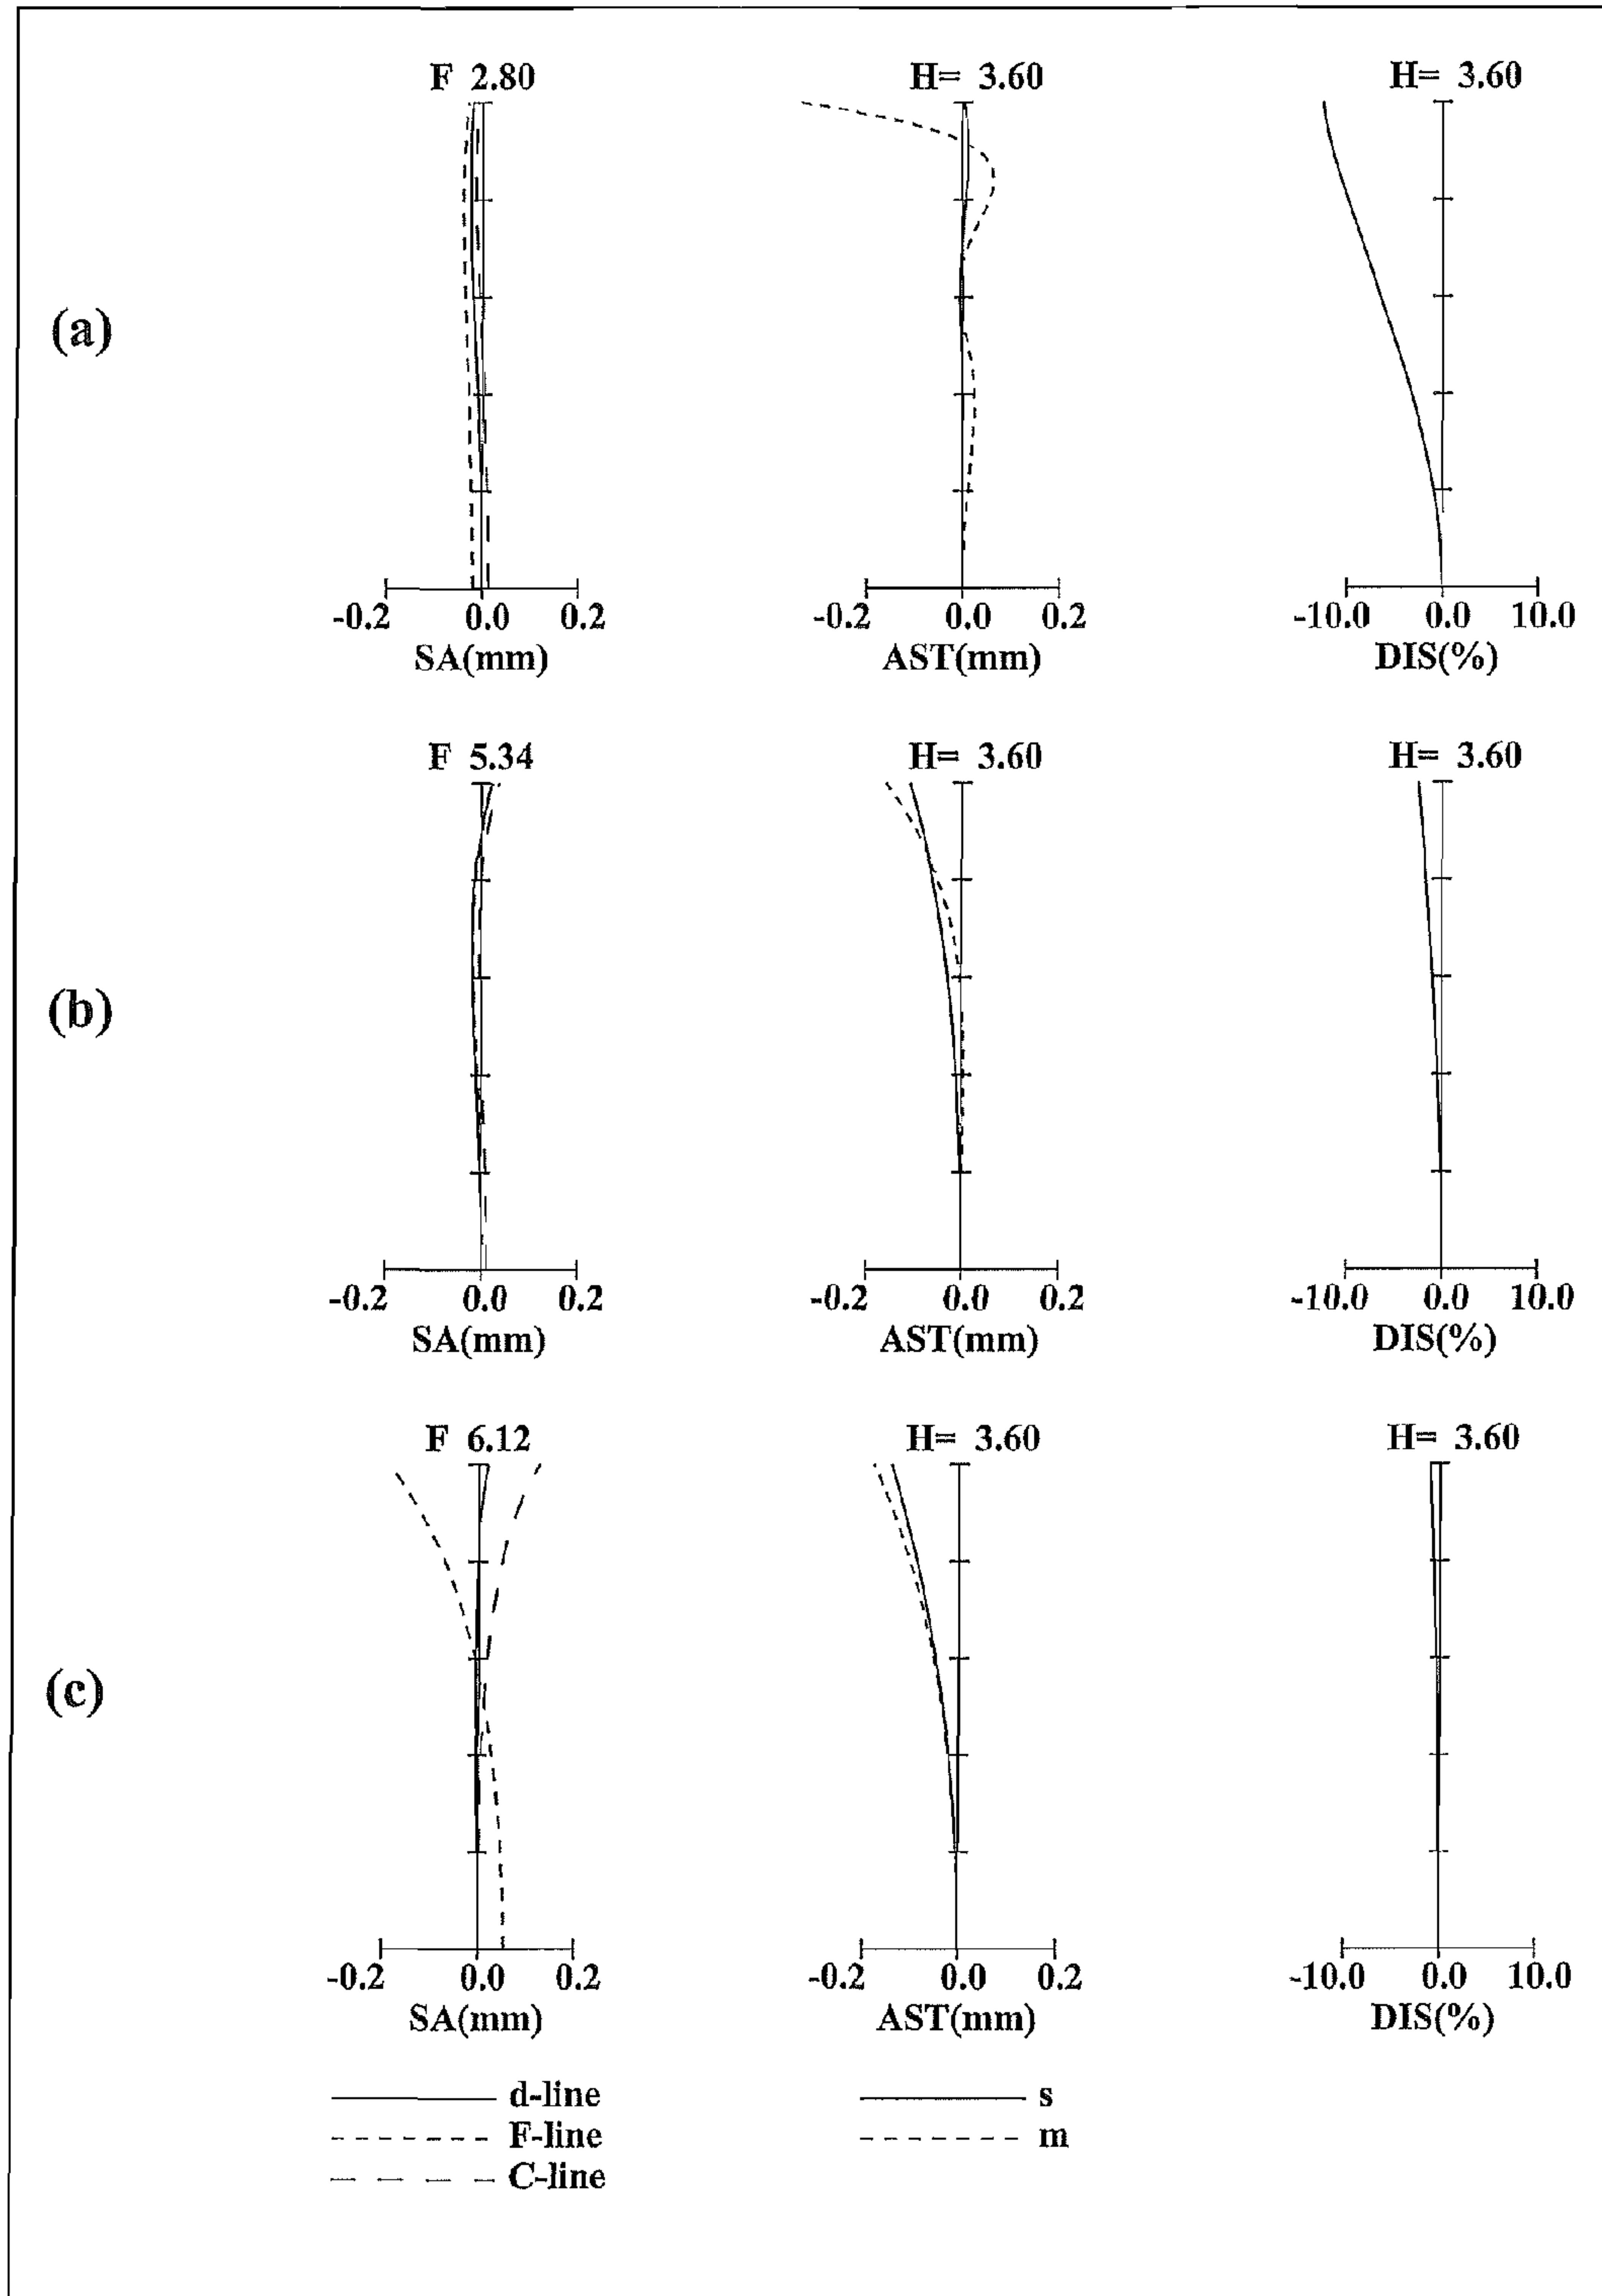 F 2.80 H= 3.60 H= 3.60
(a)
-0.2 0.0 0.2 -0.2 0.0 0.2 -10.0 0.0 10.0
SA(mm) AST(mm) DIS(%)
F 5.34 H= 3.60 H= 3.60
(b)
-0.2 0.0 0.2 -0.2 0.0 0.2 -10.0 0.0 10.0
SA(mm) AST(mm) DIS(%)
F 6.12 H= 3.60 H= 3.60
(c)
-0.2 0.0 0.2 -0.2 0.0 0.2 -10.0 0.0 10.0
SA(mm) AST(mm) DIS(%)
d-line s
F-line m
C-line